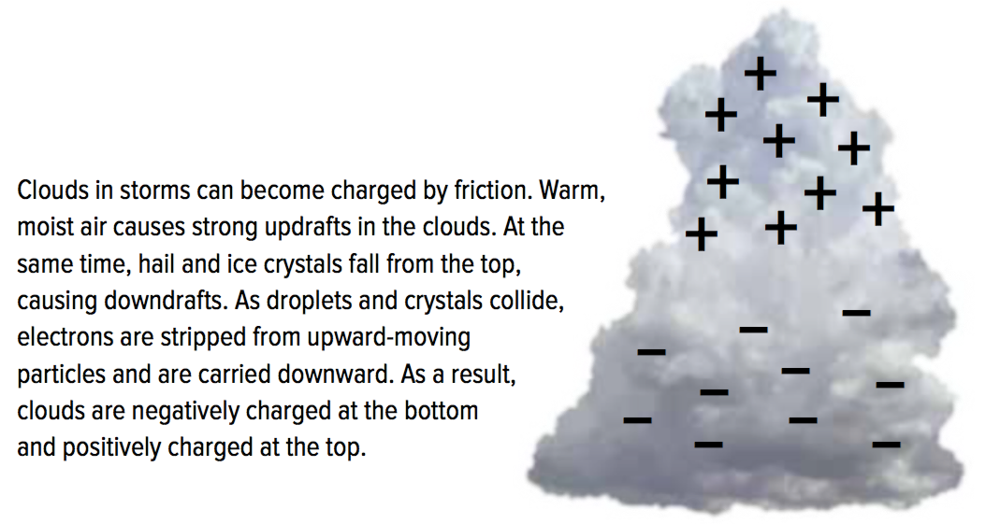 Clouds in storms can become charged by friction. Warm,
moist air causes strong updrafts in the clouds. At the
same time, hail and ice crystals fall from the top,
causing downdrafts. As droplets and crystals collide,
electrons are stripped from upward-moving
particles and are carried downward. As a result,
clouds are negatively charged at the bottom
and positively charged at the top.
+
+
+
+
+
+
+
+
+
+
−
−
−
−
−
−
−
−
−
−